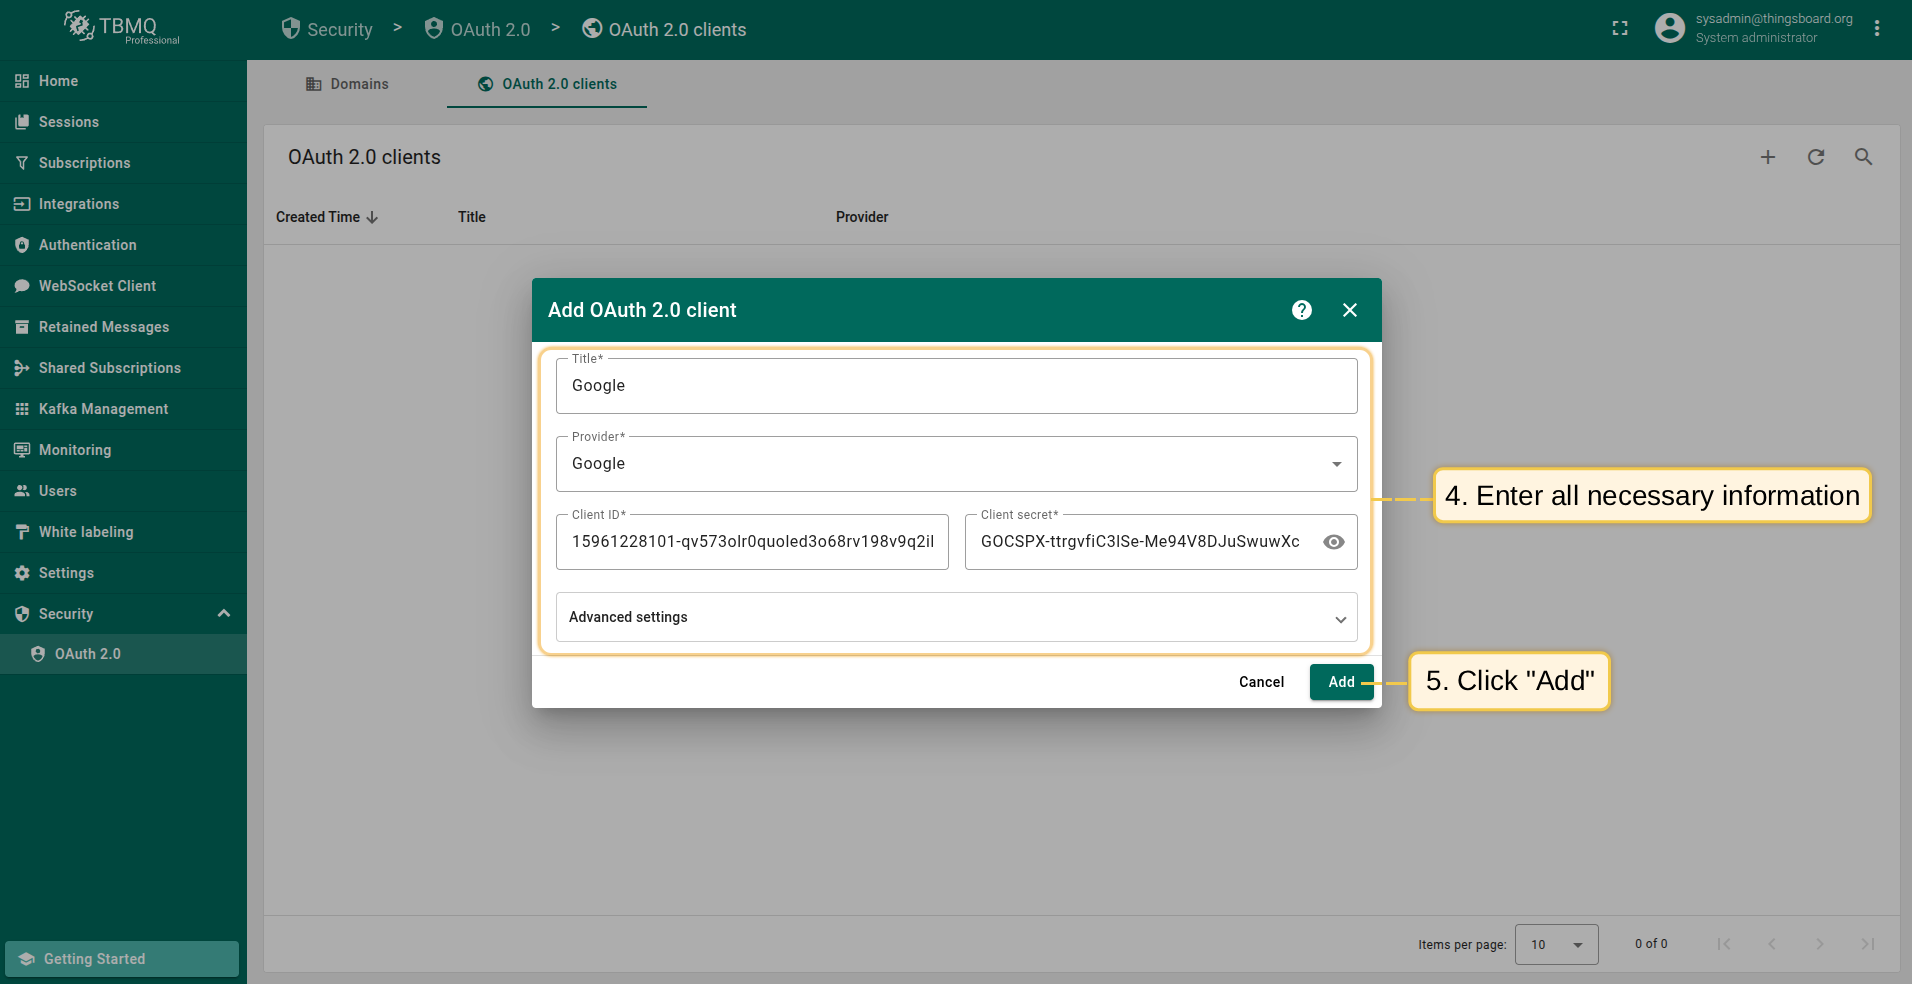 TBMQ
Professional
Security > OAuth 2.0 > OAuth 2.0 clients
sysadmin@thingsboard.org
System administrator
Home
Sessions
Subscriptions
Integrations
Authentication
WebSocket Client
Retained Messages
Shared Subscriptions
Kafka Management
Monitoring
Users
White labeling
Settings
Security
OAuth 2.0
Getting Started
Domains
OAuth 2.0 clients
OAuth 2.0 clients
Created Time
Title
Provider
Add OAuth 2.0 client
Title*
Google
Provider*
Google
Client ID*
15961228101-qv573olr0quoled3o68rv198v9q2il
Client secret*
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
Advanced settings
Cancel
Add
4. Enter all necessary information
5. Click "Add"
Items per page:
10
0 of 0